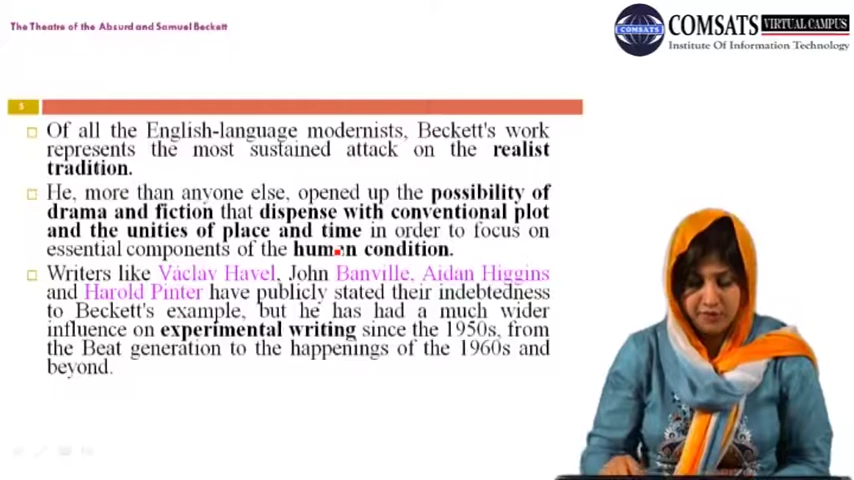 The Theatre of the Absurd and Samuel Beckett
COMSATS
COMSATS VIRTUAL CAMPUS
Institute Of Information Technology
5
Of all the English-language modernists, Beckett's work
represents the most sustained attack on the realist
tradition.
He, more than anyone else, opened up the possibility of
drama and fiction that dispense with conventional plot
and the unities of place and time in order to focus on
essential components of the human condition.
Writers like Václav Havel, John Banville, Aidan Higgins
and Harold Pinter have publicly stated their indebtedness
to Beckett's example, but he has had a much wider
influence on experimental writing since the 1950s, from
the Beat generation to the happenings of the 1960s and
beyond.